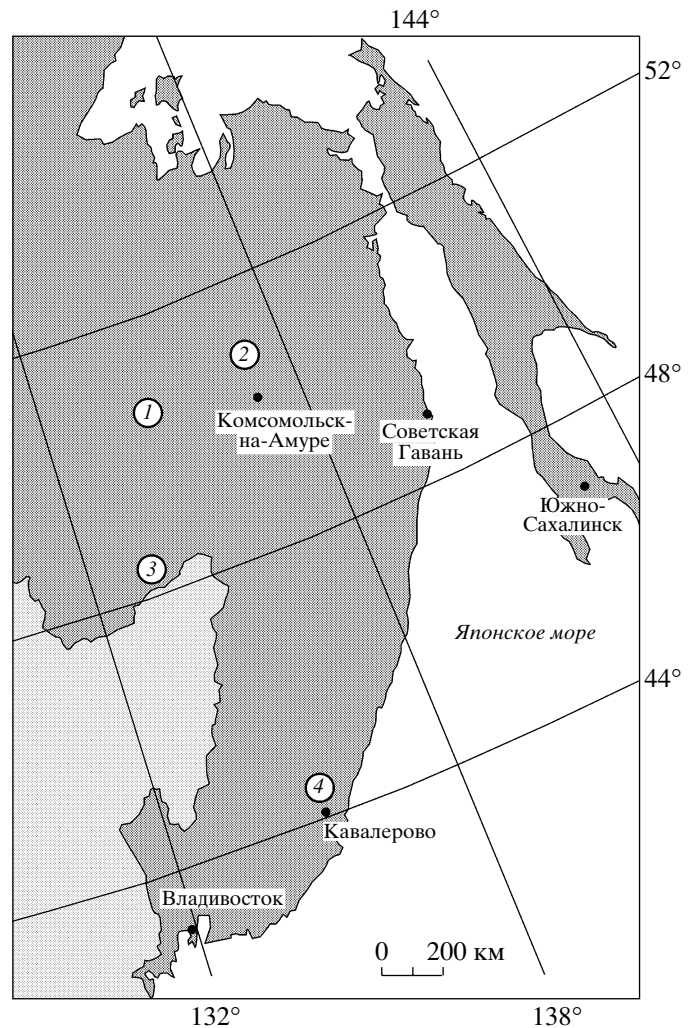 144°
52°
2
1
Комсомольск-
на-Амуре
48°
Советская
Гавань
Южно-
Сахалинск
3
Японское море
44°
4
Кавалерово
Владивосток
0 200 км
132° 138°